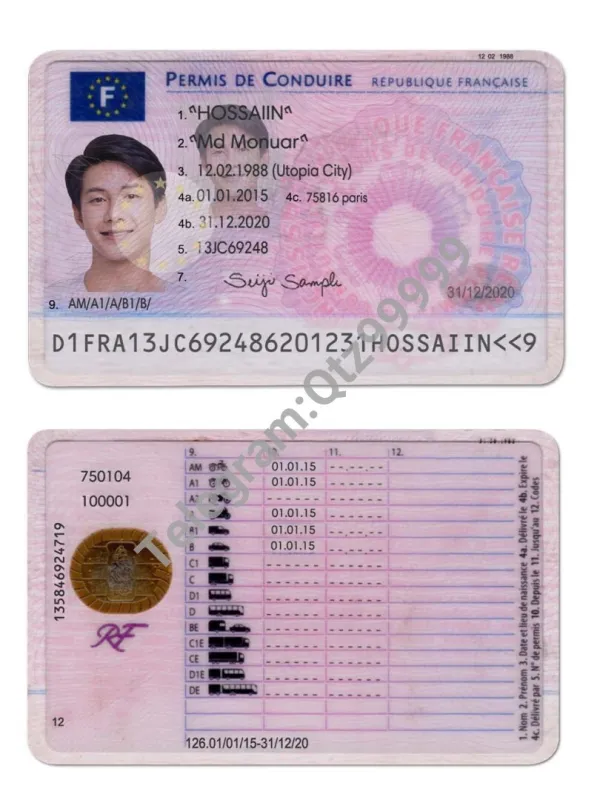 12 02 1988
F
PERMIS DE CONDUIRE RÉPUBLIQUE FRANÇAISE
1. "HOSSAIIN"
2. "Md Monuar"
3. 12.02.1988 (Utopia City)
4a. 01.01.2015 4c. 75816 paris
4b. 31.12.2020
5. 13JC69248
7. Seiji Sample
31/12/2020
9. AM/A1/A/B1/B/
D1FRA13JC692486201231HOSSAIIN<<9
Telegram:Qtz99999
750104
100001
135846924719
RF
12
9. 11. 12.
AM 01.01.15 --.--.--
A1 01.01.15
01.01.15
B1 01.01.15
B 01.01.15
C1
C
D1
D
BE
C1E
CE
D1E
DE
126.01/01/15-31/12/20
1. Nom 2. Prénom 3. Date et lieu de naissance 4a. Délivré le 4b. Expire le
4c. Délivré par 5. N° de permis 10. Depuis le 11. Jusqu'au 12. Codes